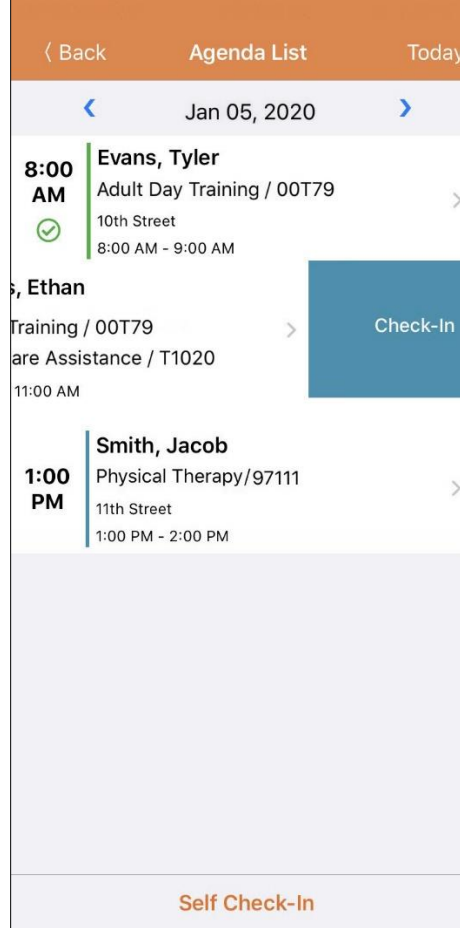 Back Agenda List Today
Jan 05, 2020
8:00
AM
Evans, Tyler
Adult Day Training / 00T79
10th Street
8:00 AM - 9:00 AM
, Ethan
Training / 00T79
are Assistance / T1020
11:00 AM
Check-In
1:00
PM
Smith, Jacob
Physical Therapy/97111
11th Street
1:00 PM - 2:00 PM
Self Check-In